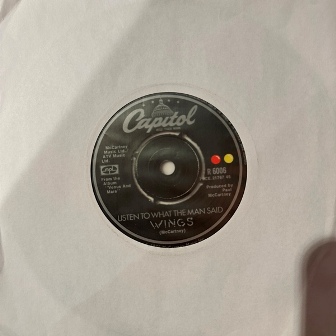 Capitol
McCartney
Music Ltd.
ATV Music
Ltd.
From the
Album
Venus And
Mars
R 6006
Produced by
Paul
McCartney
LISTEN TO WHAT THE MAN SAID
WINGS
(McCartney)